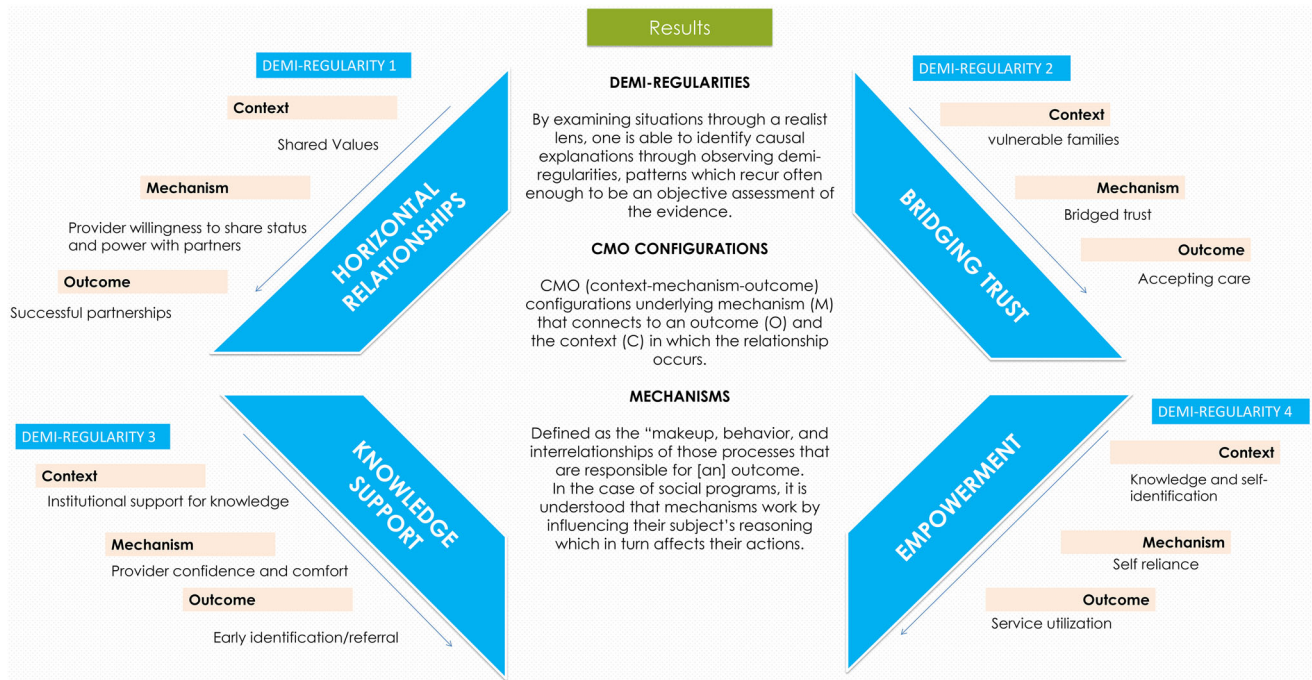 Results
DEMI-REGULARITY 1
Context
Shared Values
Mechanism
Provider willingness to share status
and power with partners
Outcome
Successful partnerships
HORIZONTAL
RELATIONSHIPS
DEMI-REGULARITIES
By examining situations through a realist
lens, one is able to identify causal
explanations through observing demi-
regularities, patterns which recur often
enough to be an objective assessment of
the evidence.
CMO CONFIGURATIONS
CMO (context-mechanism-outcome)
configurations underlying mechanism (M)
that connects to an outcome (O) and
the context (C) in which the relationship
occurs.
MECHANISMS
Defined as the “makeup, behavior, and
interrelationships of those processes that
are responsible for [an] outcome.
In the case of social programs, it is
understood that mechanisms work by
influencing their subject’s reasoning
which in turn affects their actions.
DEMI-REGULARITY 2
Context
vulnerable families
Mechanism
Bridged trust
Outcome
Accepting care
BRIDGING TRUST
DEMI-REGULARITY 3
Context
Institutional support for knowledge
Mechanism
Provider confidence and comfort
Outcome
Early identification/referral
KNOWLEDGE
SUPPORT
DEMI-REGULARITY 4
Context
Knowledge and self-
identification
Mechanism
Self reliance
Outcome
Service utilization
EMPOWERMENT